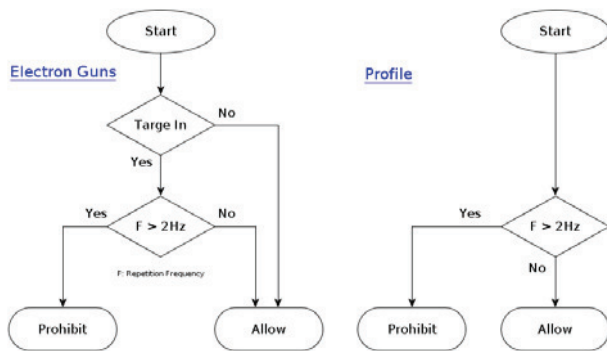 Start
Electron Guns
Targe In
No
Yes
Yes
F > 2Hz
No
F: Repetition Frequency
Prohibit
Allow
Start
Profile
Yes
F > 2Hz
No
Prohibit
Allow